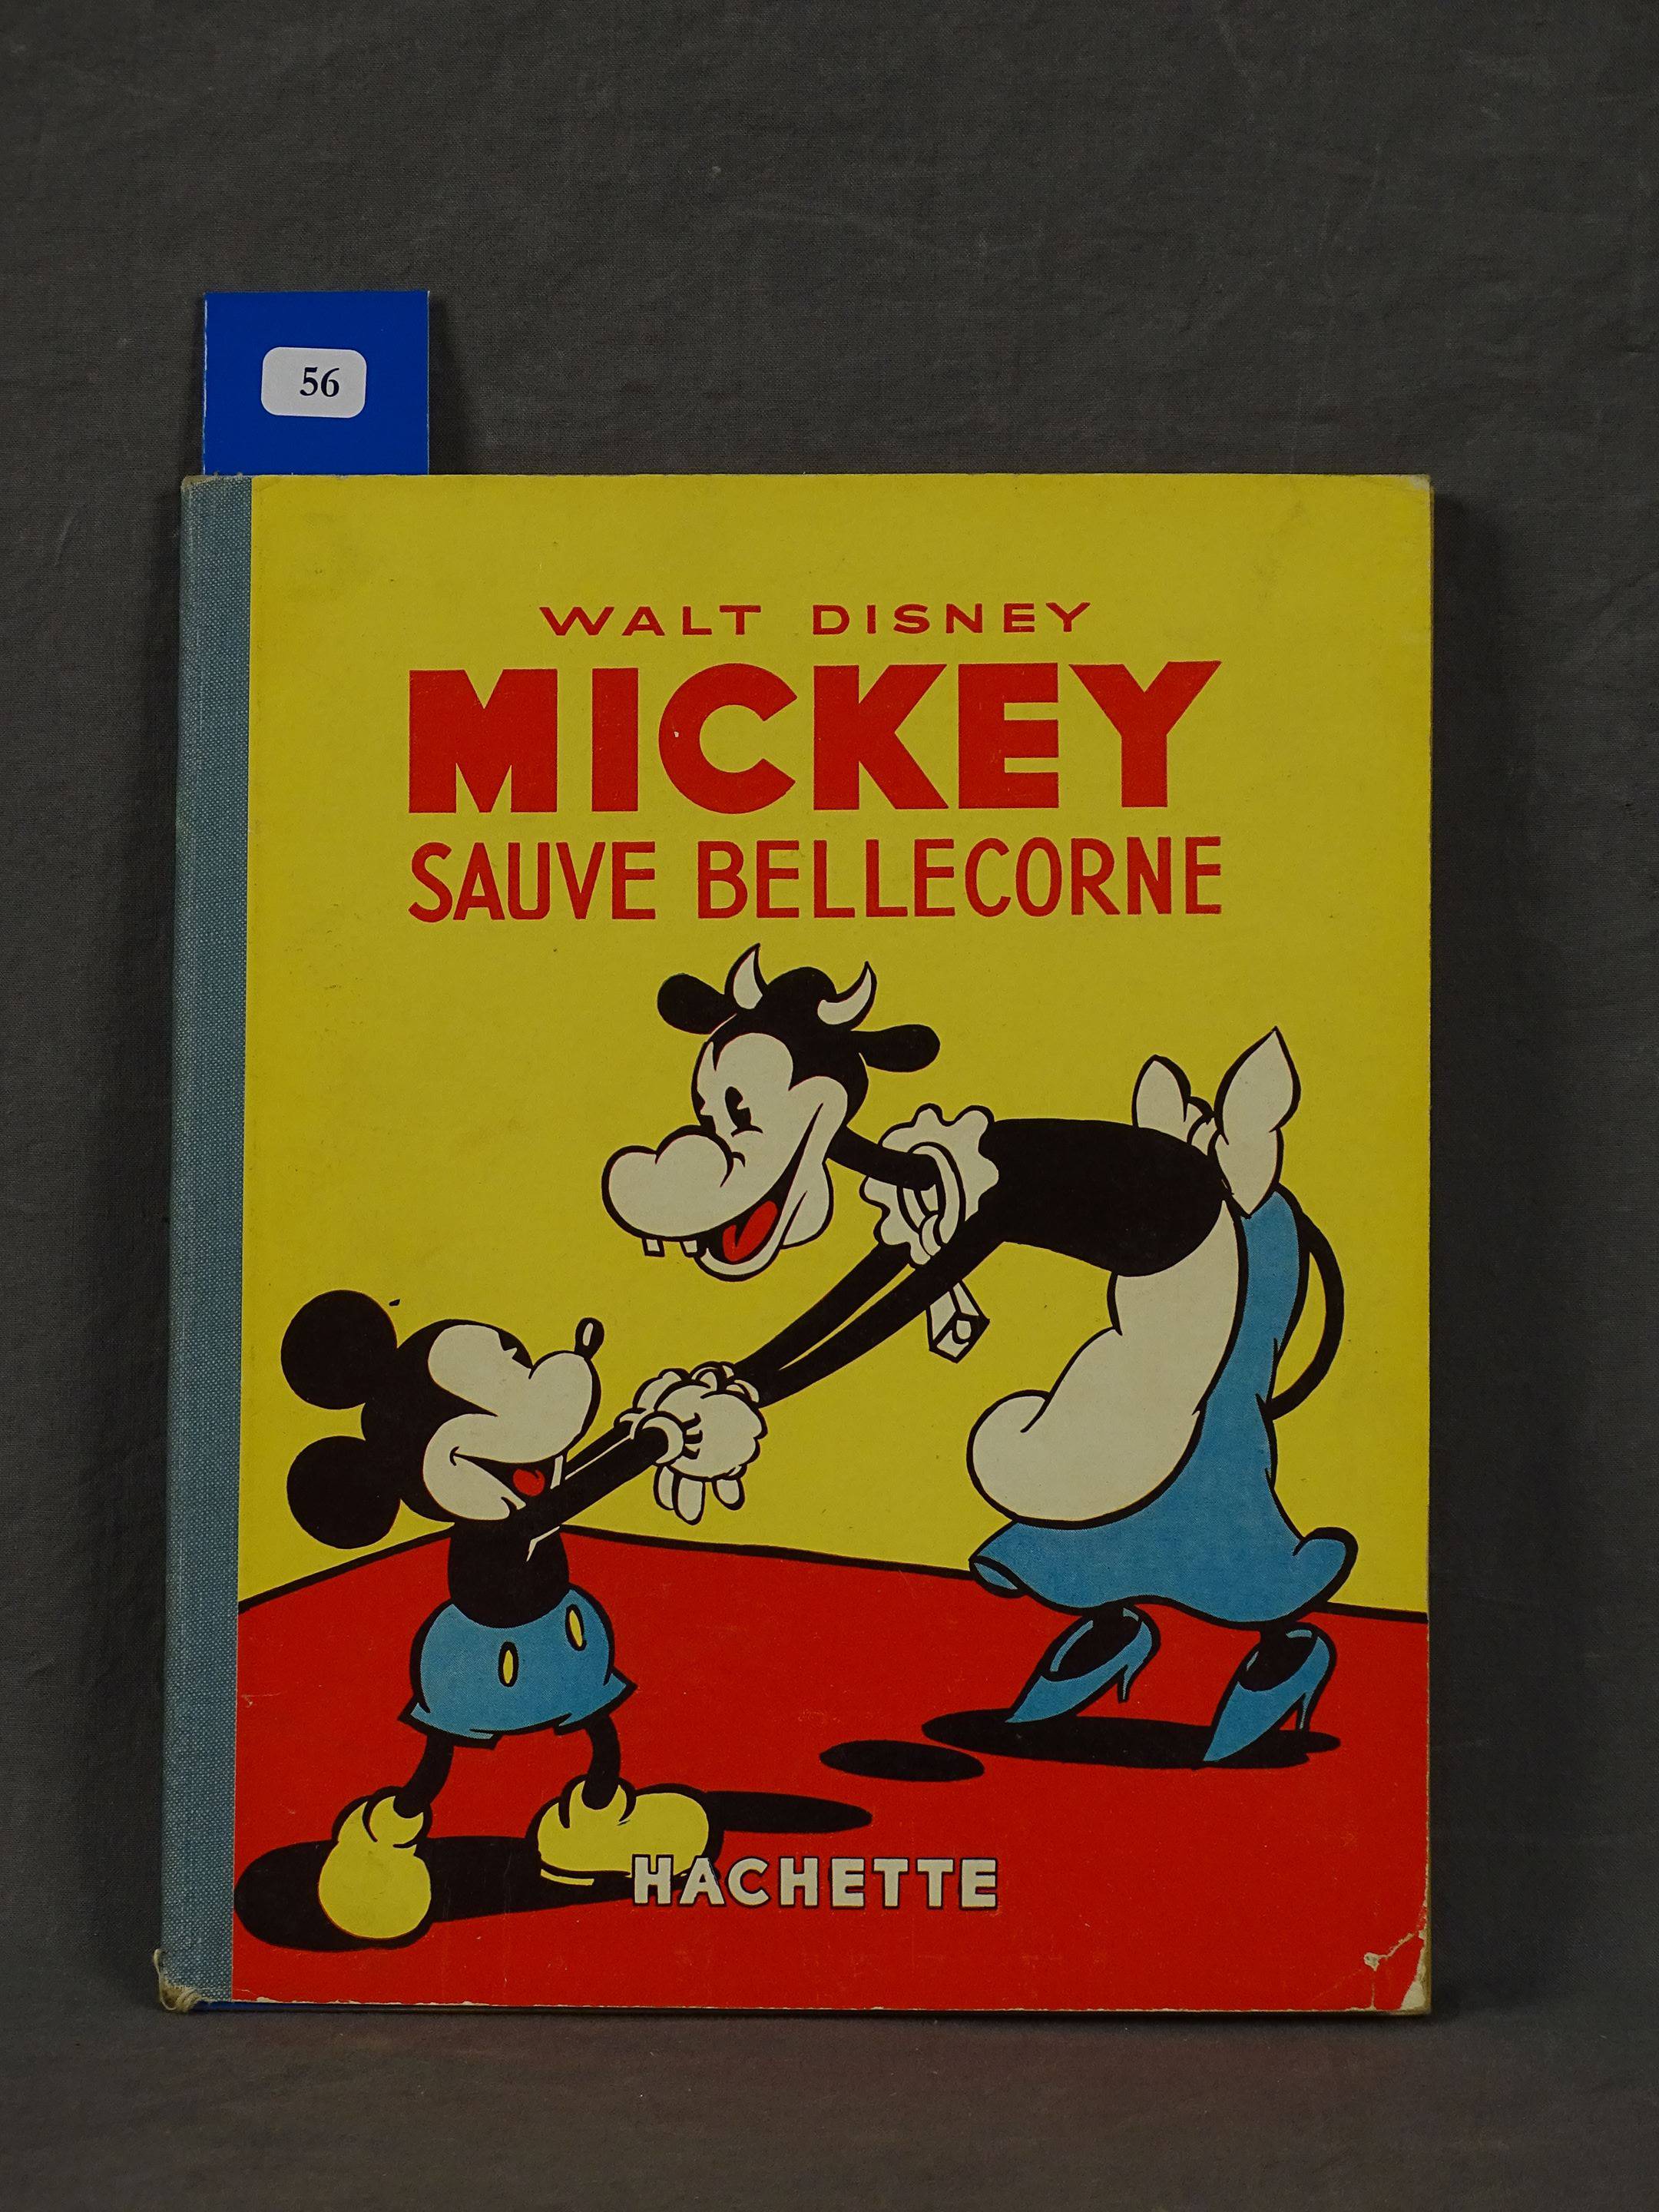 56
WALT DISNEY
MICKEY
SAUVE BELLECORNE
HACHETTE